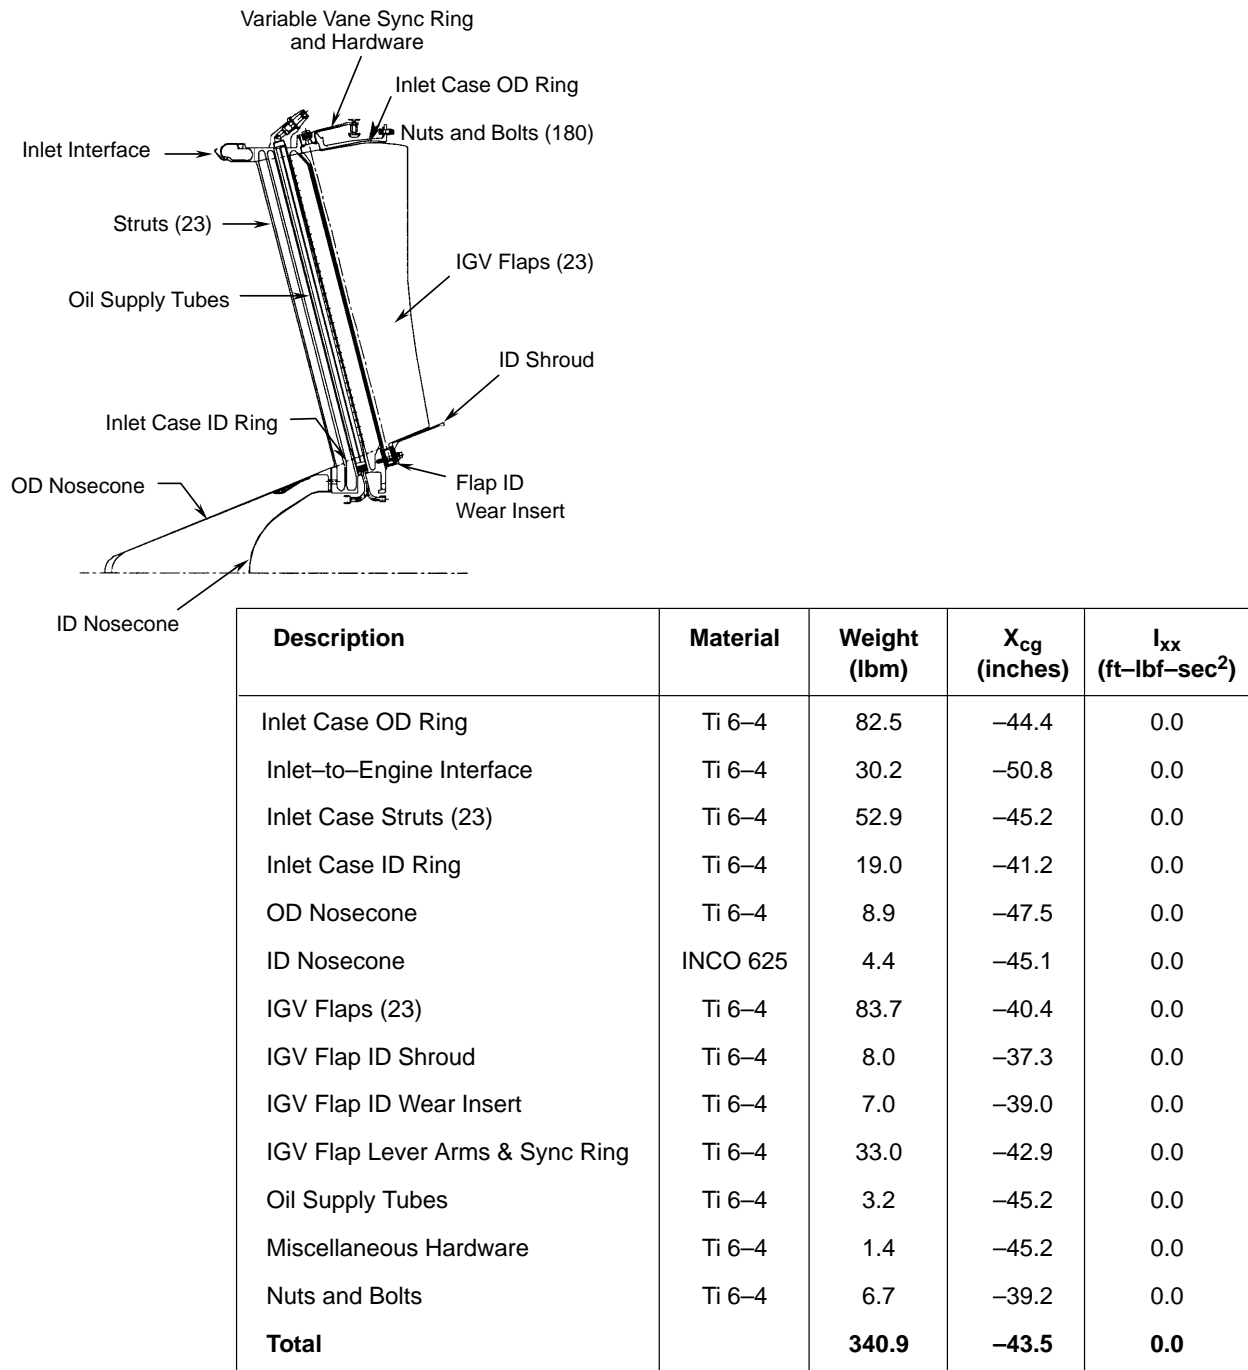 Variable Vane Sync Ring
and Hardware
Inlet Case OD Ring
Nuts and Bolts (180)
Inlet Interface
Struts (23)
IGV Flaps (23)
Oil Supply Tubes
ID Shroud
Inlet Case ID Ring
OD Nosecone
Flap ID
Wear Insert
ID Nosecone
Description Material Weight (lbm) Xcg (inches) Ixx (ft–lbf–sec2)
Inlet Case OD Ring Ti 6–4 82.5 –44.4 0.0
Inlet–to–Engine Interface Ti 6–4 30.2 –50.8 0.0
Inlet Case Struts (23) Ti 6–4 52.9 –45.2 0.0
Inlet Case ID Ring Ti 6–4 19.0 –41.2 0.0
OD Nosecone Ti 6–4 8.9 –47.5 0.0
ID Nosecone INCO 625 4.4 –45.1 0.0
IGV Flaps (23) Ti 6–4 83.7 –40.4 0.0
IGV Flap ID Shroud Ti 6–4 8.0 –37.3 0.0
IGV Flap ID Wear Insert Ti 6–4 7.0 –39.0 0.0
IGV Flap Lever Arms & Sync Ring Ti 6–4 33.0 –42.9 0.0
Oil Supply Tubes Ti 6–4 3.2 –45.2 0.0
Miscellaneous Hardware Ti 6–4 1.4 –45.2 0.0
Nuts and Bolts Ti 6–4 6.7 –39.2 0.0
Total 340.9 –43.5 0.0